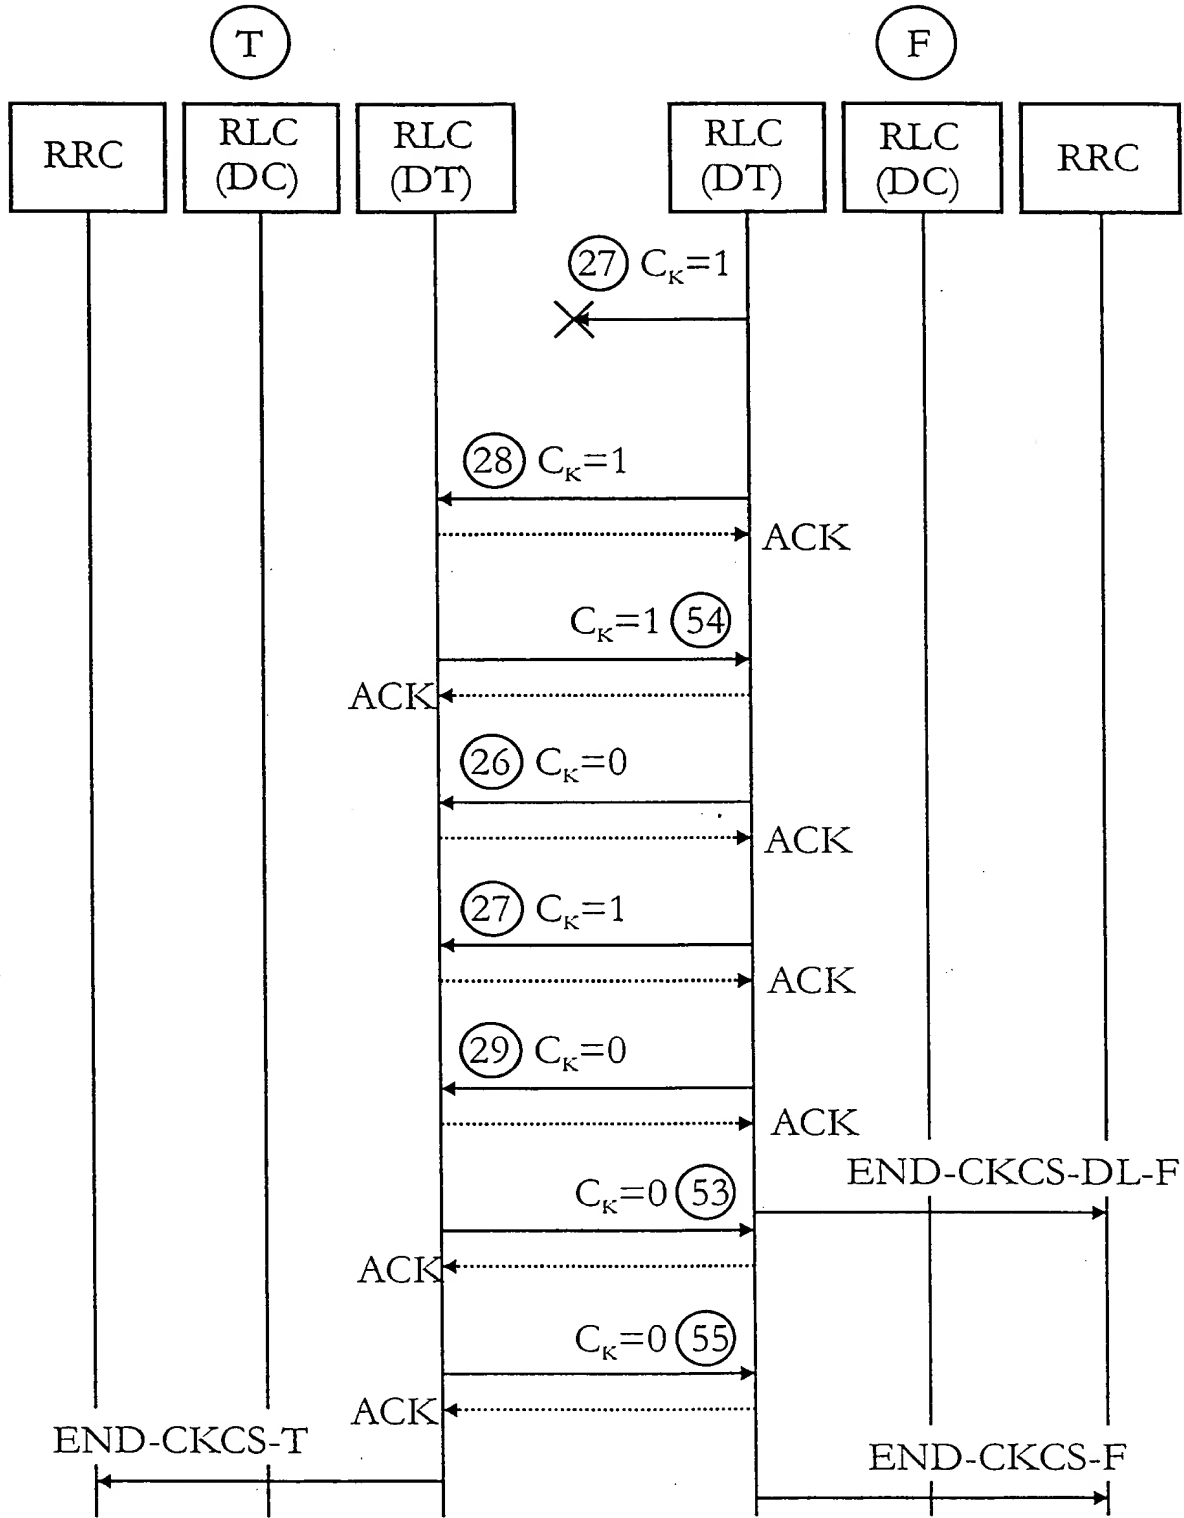 T
F
RRC
RLC
(DC)
RLC
(DT)
RLC
(DT)
RLC
(DC)
RRC
27 Cκ=1
28 Cκ=1
ACK
Cκ=1 54
ACK
26 Cκ=0
ACK
27 Cκ=1
ACK
29 Cκ=0
ACK
END-CKCS-DL-F
Cκ=0 53
ACK
Cκ=0 55
ACK
END-CKCS-T
END-CKCS-F